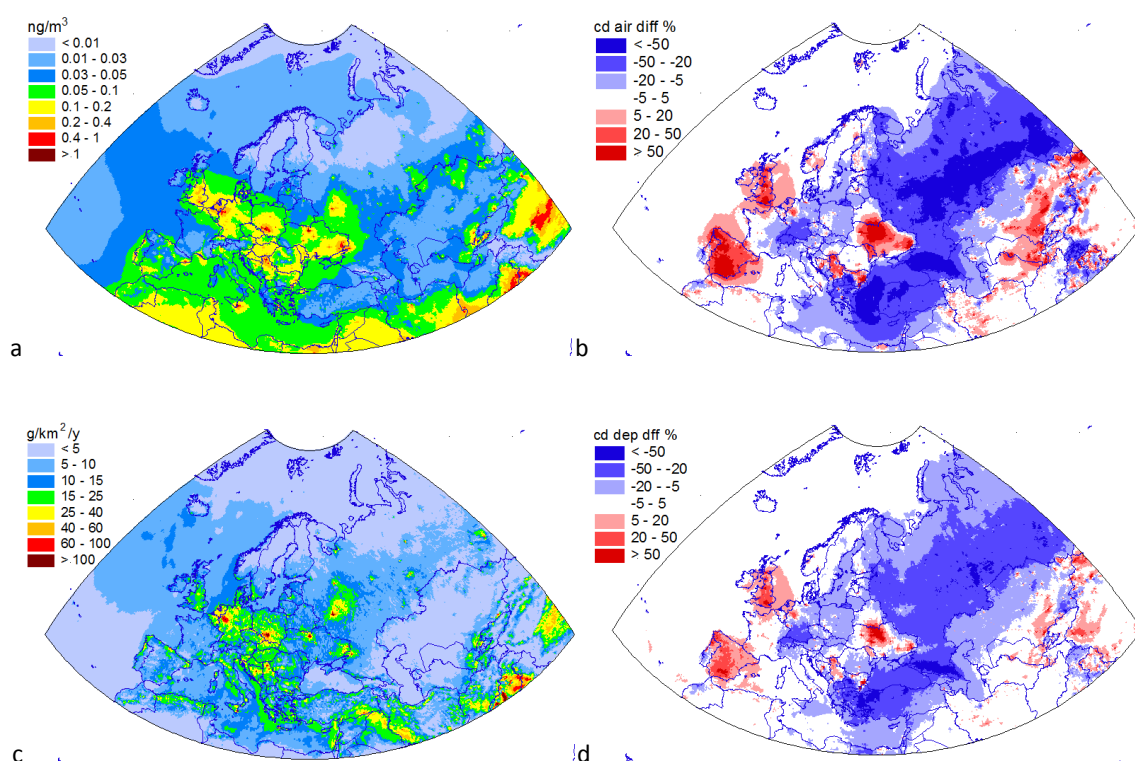 ng/m³
< 0.01
0.01 - 0.03
0.03 - 0.05
0.05 - 0.1
0.1 - 0.2
0.2 - 0.4
0.4 - 1
> 1
a
cd air diff %
< -50
-50 - -20
-20 - -5
-5 - 5
5 - 20
20 - 50
> 50
b
g/km² /y
< 5
5 - 10
10 - 15
15 - 25
25 - 40
40 - 60
60 - 100
> 100
c
cd dep dff %
< -50
-50 - -20
-20 - -5
-5 - 5
5 - 20
20 - 50
> 50
d